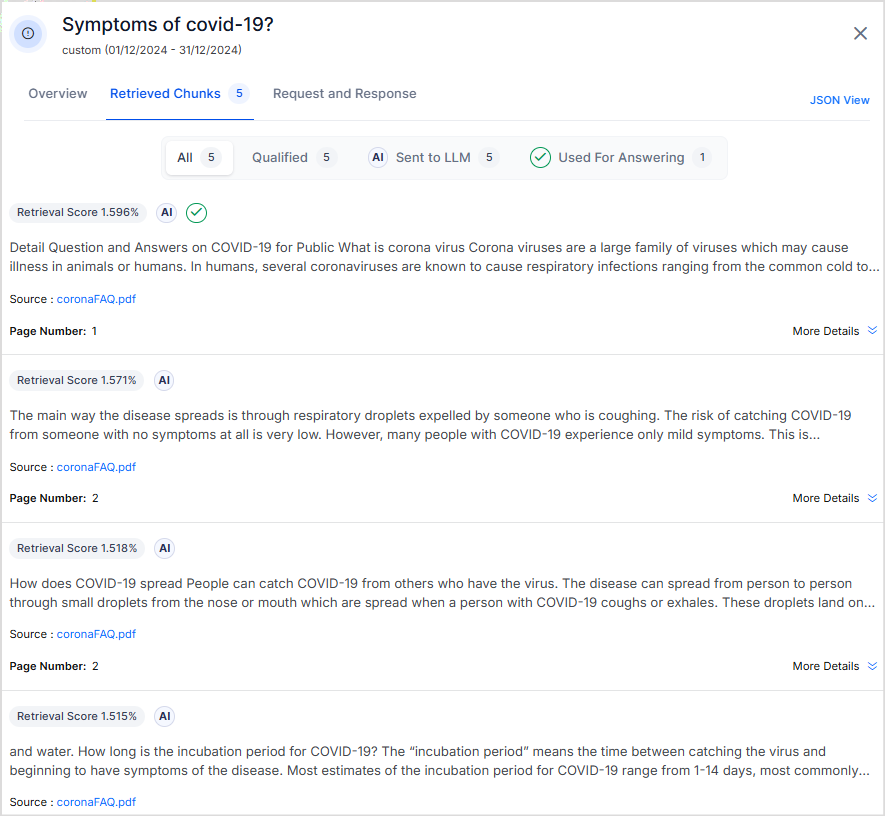 Symptoms of covid-19?
custom (01/12/2024 - 31/12/2024)
Overview
Retrieved Chunks 5
Request and Response
JSON View
All 5
Qualified 5
AI Sent to LLM 5
Used For Answering 1
Retrieval Score 1.596% AI
Detail Question and Answers on COVID-19 for Public What is corona virus Corona viruses are a large family of viruses which may cause
illness in animals or humans. In humans, several coronaviruses are known to cause respiratory infections ranging from the common cold to...
Source : coronaFAQ.pdf
Page Number: 1
More Details
Retrieval Score 1.571% AI
The main way the disease spreads is through respiratory droplets expelled by someone who is coughing. The risk of catching COVID-19
from someone with no symptoms at all is very low. However, many people with COVID-19 experience only mild symptoms. This is...
Source : coronaFAQ.pdf
Page Number: 2
More Details
Retrieval Score 1.518% AI
How does COVID-19 spread People can catch COVID-19 from others who have the virus. The disease can spread from person to person
through small droplets from the nose or mouth which are spread when a person with COVID-19 coughs or exhales. These droplets land on...
Source : coronaFAQ.pdf
Page Number: 2
More Details
Retrieval Score 1.515% AI
and water. How long is the incubation period for COVID-19? The “incubation period” means the time between catching the virus and
beginning to have symptoms of the disease. Most estimates of the incubation period for COVID-19 range from 1-14 days, most commonly...
Source : coronaFAQ.pdf